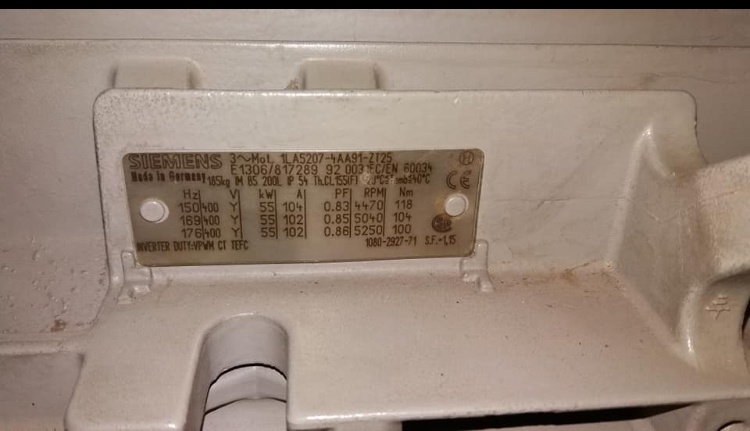 SIEMENS 3~Mot. 1LA5207-4AA91-ZT25
E1306/817289 92 003 IEC/EN 60034
Made in Germany 185kg IM B5 200L IP 54 Th.CL.155(F)
Hz V kW A PF RPM Nm
150 400 Y 55 104 0.83 4470 118
169 400 Y 55 102 0.85 5040 104
176 400 Y 55 102 0.86 5250 100
INVERTER DUTY:VPWM CT TEFC 1080-2927-71 S.F.-1,15
CE